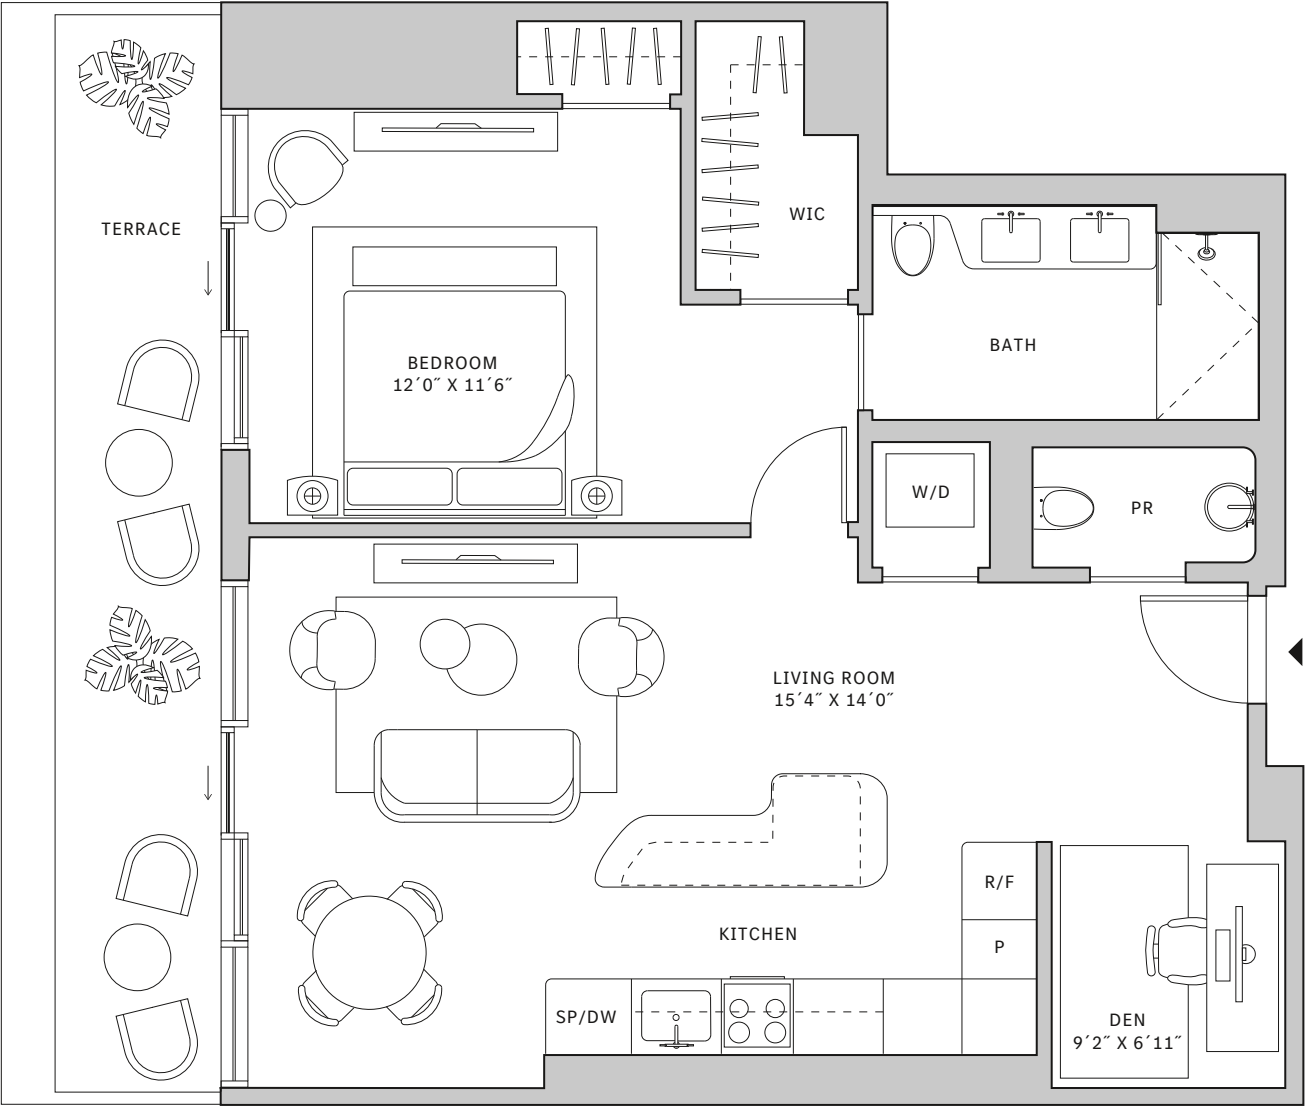 TERRACE
WIC
BATH
BEDROOM
12´0˝ X 11´6˝
W/D
PR
LIVING ROOM
15´4˝ X 14´0˝
R/F
KITCHEN
P
SP/DW
DEN
9´2˝ X 6´11˝